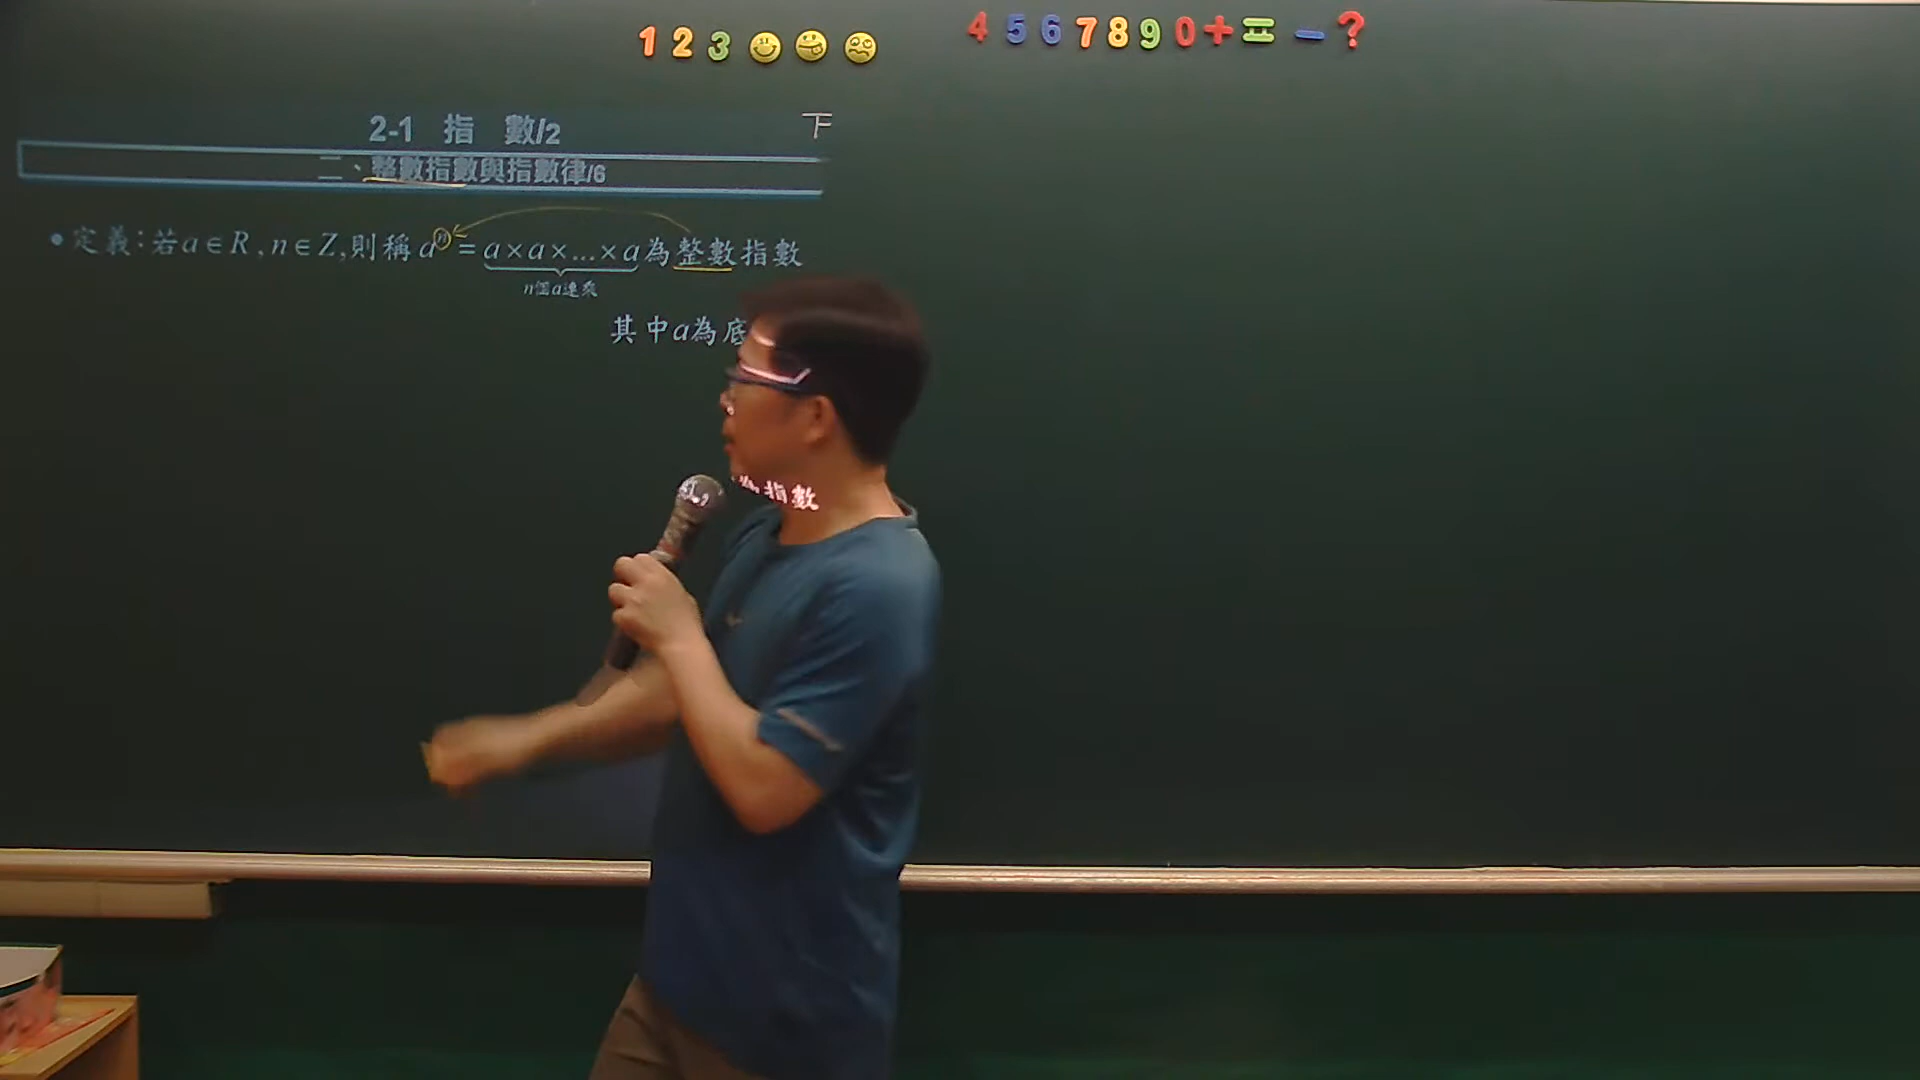 1 2 3 4 5 6 7 8 9 0 + = - ?
2-1 指 數/2
下
二、整數指數與指數律/6
•定義:若a∈R,n∈Z,則稱aⁿ=a×a×...×a為整數指數
n個a連乘
其中a為底
為指數